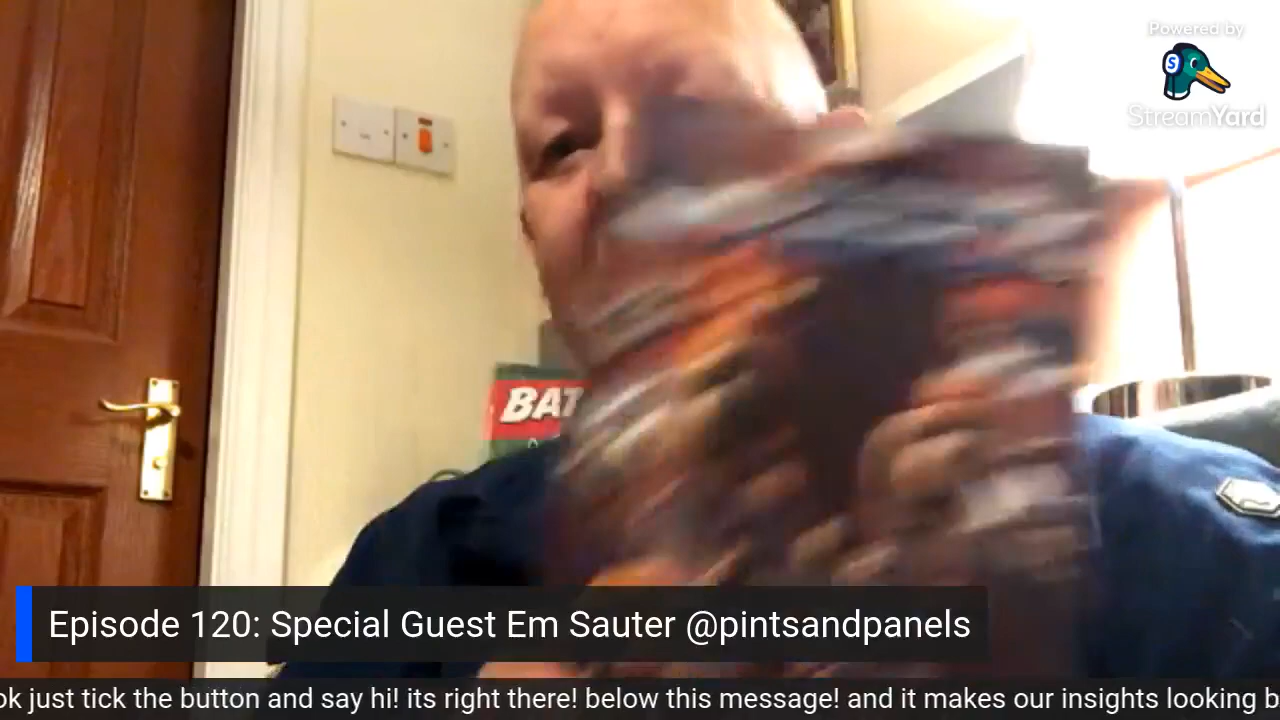 Powered by
StreamYard
BAT
Episode 120: Special Guest Em Sauter @pintsandpanels
ok just tick the button and say hi! its right there! below this message! and it makes our insights looking b